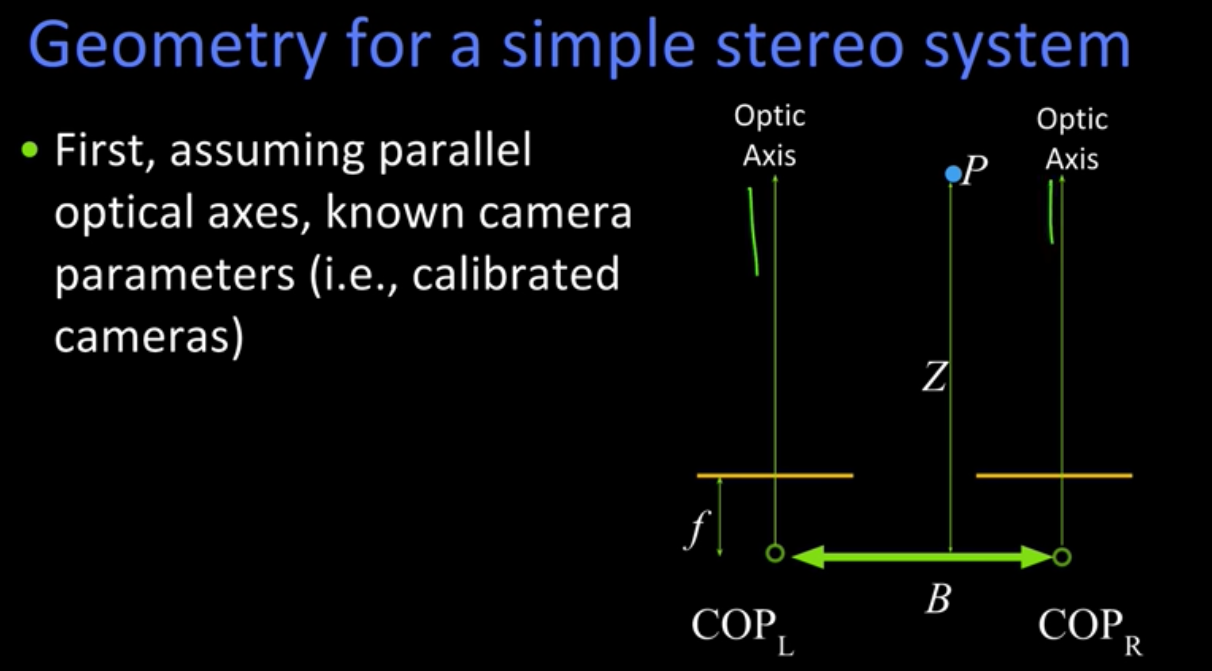 Geometry for a simple stereo system
• First, assuming parallel
optical axes, known camera
parameters (i.e., calibrated
cameras)
Optic
Axis
Optic
Axis
P
Z
f
B
COP_L
COP_R